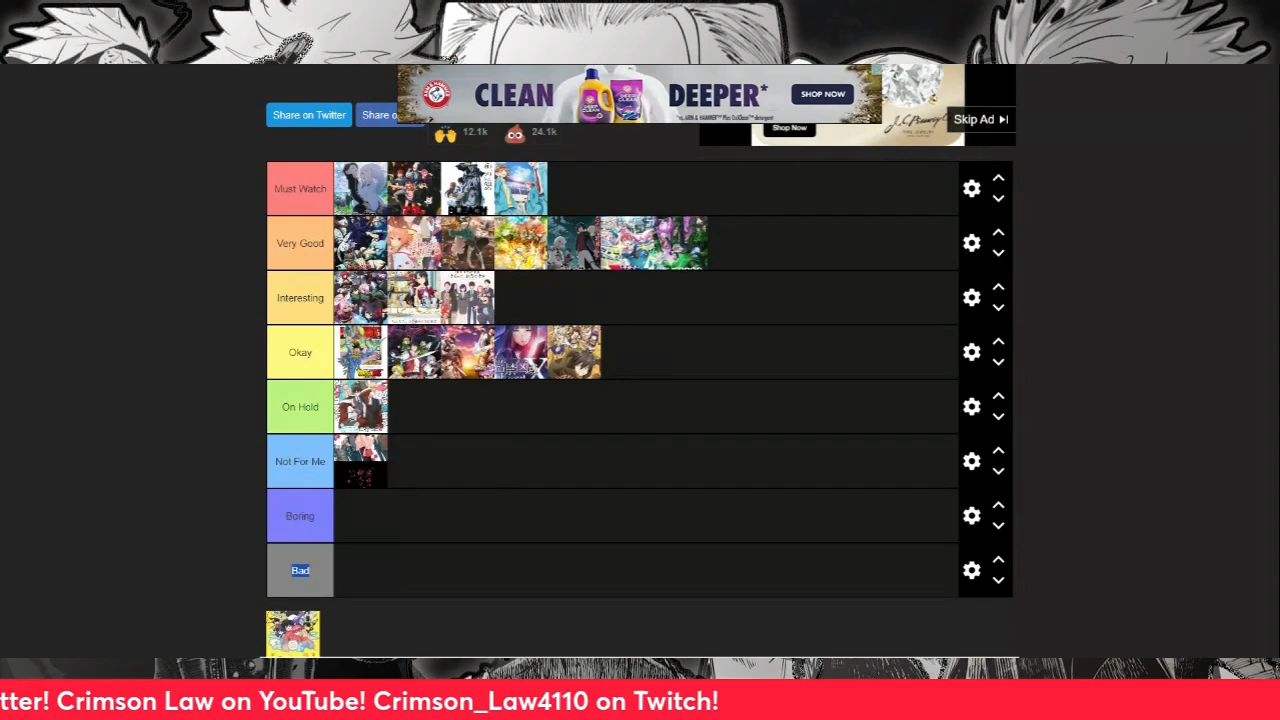 CLEAN
DEEPER*
SHOP NOW
Skip Ad
Share on Twitter
Share o
12.1k
24.1k
Shop Now
Must Watch
BLEACH
Very Good
Interesting
Okay
On Hold
Not For Me
Boring
Bad
tter! Crimson Law on YouTube! Crimson_Law4110 on Twitch!